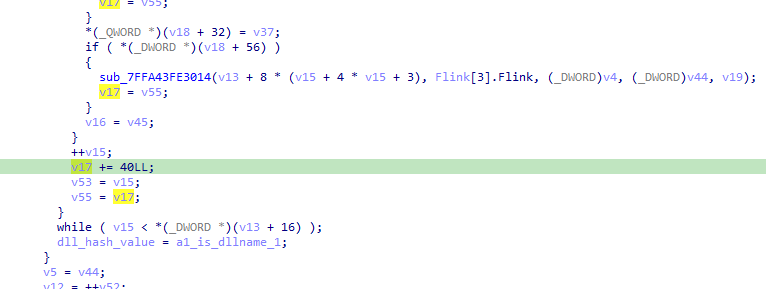 v17 = v55;
}
*(_QWORD *)(v18 + 32) = v37;
if ( *(_DWORD *)(v18 + 56) )
{
sub_7FFA43FE3014(v13 + 8 * (v15 + 4 * v15 + 3), Flink[3].Flink, (_DWORD)v4, (_DWORD)v44, v19);
v17 = v55;
}
v16 = v45;
}
++v15;
v17 += 40LL;
v53 = v15;
v55 = v17;
}
while ( v15 < *(_DWORD *)(v13 + 16) );
dll_hash_value = a1_is_dllname_1;
}
v5 = v44;
v12 = ++v52;